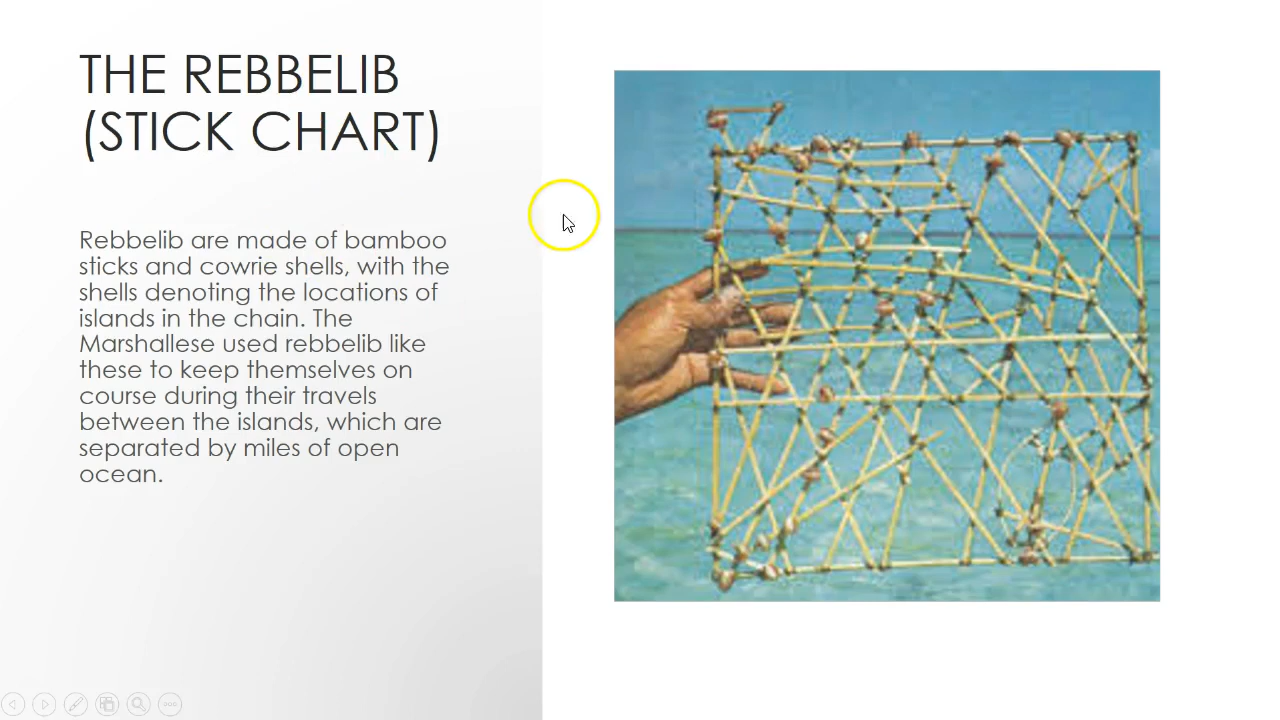 THE REBBELIB
(STICK CHART)
Rebbelib are made of bamboo
sticks and cowrie shells, with the
shells denoting the locations of
islands in the chain. The
Marshallese used rebbelib like
these to keep themselves on
course during their travels
between the islands, which are
separated by miles of open
ocean.